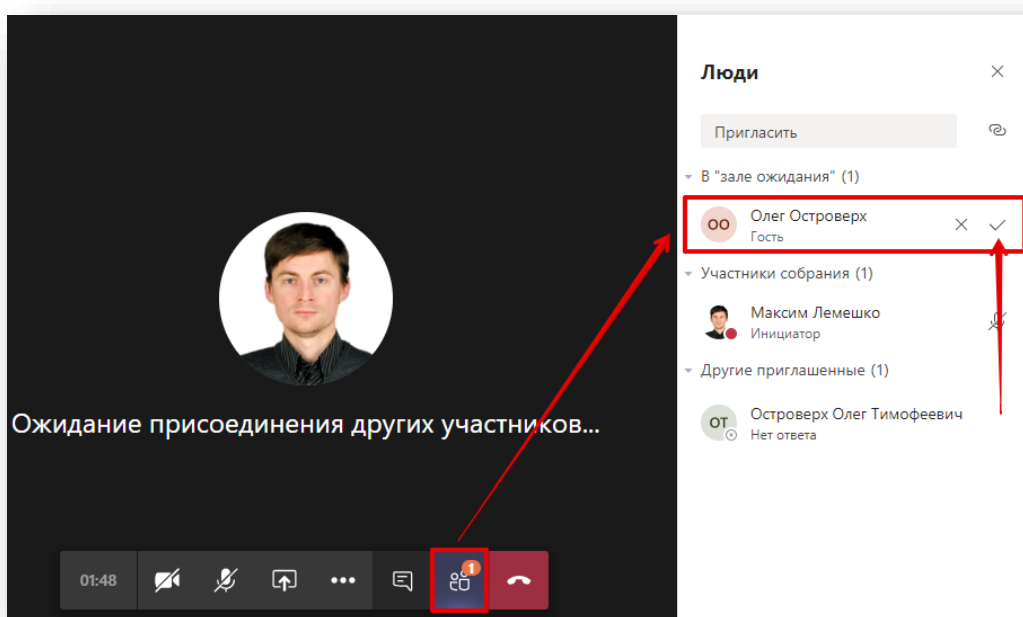 Люди
Пригласить
В "зале ожидания" (1)
ОО
Олег Островерх
Гость
Участники собрания (1)
Максим Лемешко
Инициатор
Другие приглашенные (1)
ОТ
Островерх Олег Тимофеевич
Нет ответа
Ожидание присоединения других участников...
01:48
1